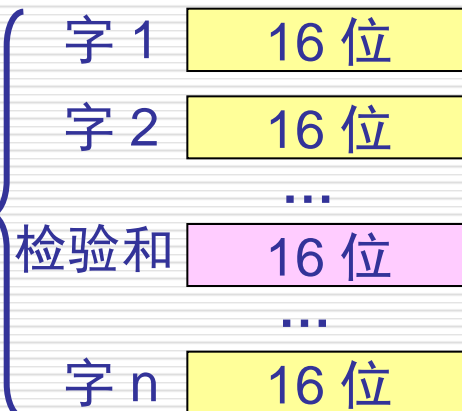 字 1 16 位
字 2 16 位
...
检验和 16 位
...
字 n 16 位